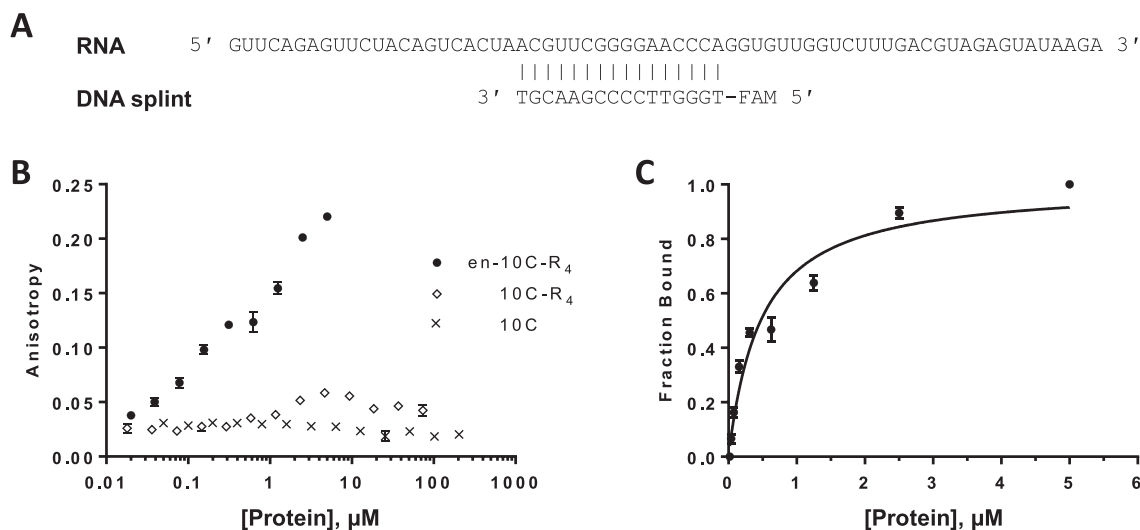 A
RNA 5' GUUCAGAGUUCUACAGUCACUAACGUUCGGGGAACCCAGGUGUUGGUCUUUGACGUAGAGUAUAAGA 3'
DNA splint 3' TGCAAGCCCCTTGGGT-FAM 5'
B
Anisotropy
0.25
0.20
0.15
0.10
0.05
0.00
0.01 0.1 1 10 100 1000
[Protein], µM
en-10C-R4
10C-R4
10C
C
Fraction Bound
1.0
0.8
0.6
0.4
0.2
0.0
0 1 2 3 4 5 6
[Protein], µM